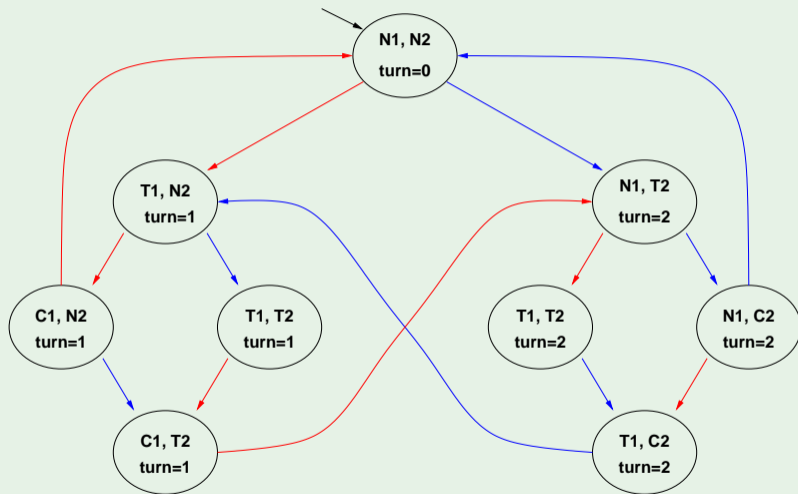 N1, N2
turn=0
T1, N2
turn=1
N1, T2
turn=2
C1, N2
turn=1
T1, T2
turn=1
T1, T2
turn=2
N1, C2
turn=2
C1, T2
turn=1
T1, C2
turn=2